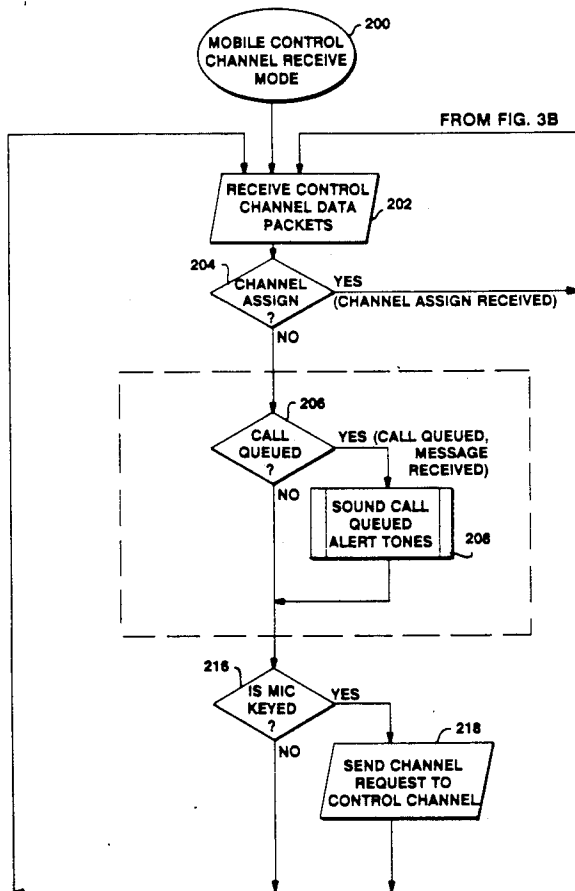 200
MOBILE CONTROL
CHANNEL RECEIVE
MODE
FROM FIG. 3B
RECEIVE CONTROL
CHANNEL DATA
PACKETS
202
204
CHANNEL
ASSIGN
?
YES
(CHANNEL ASSIGN RECEIVED)
NO
206
CALL
QUEUED
?
YES (CALL QUEUED,
MESSAGE
RECEIVED)
NO
SOUND CALL
QUEUED
ALERT TONES
208
216
IS MIC
KEYED
?
YES
NO
218
SEND CHANNEL
REQUEST TO
CONTROL CHANNEL